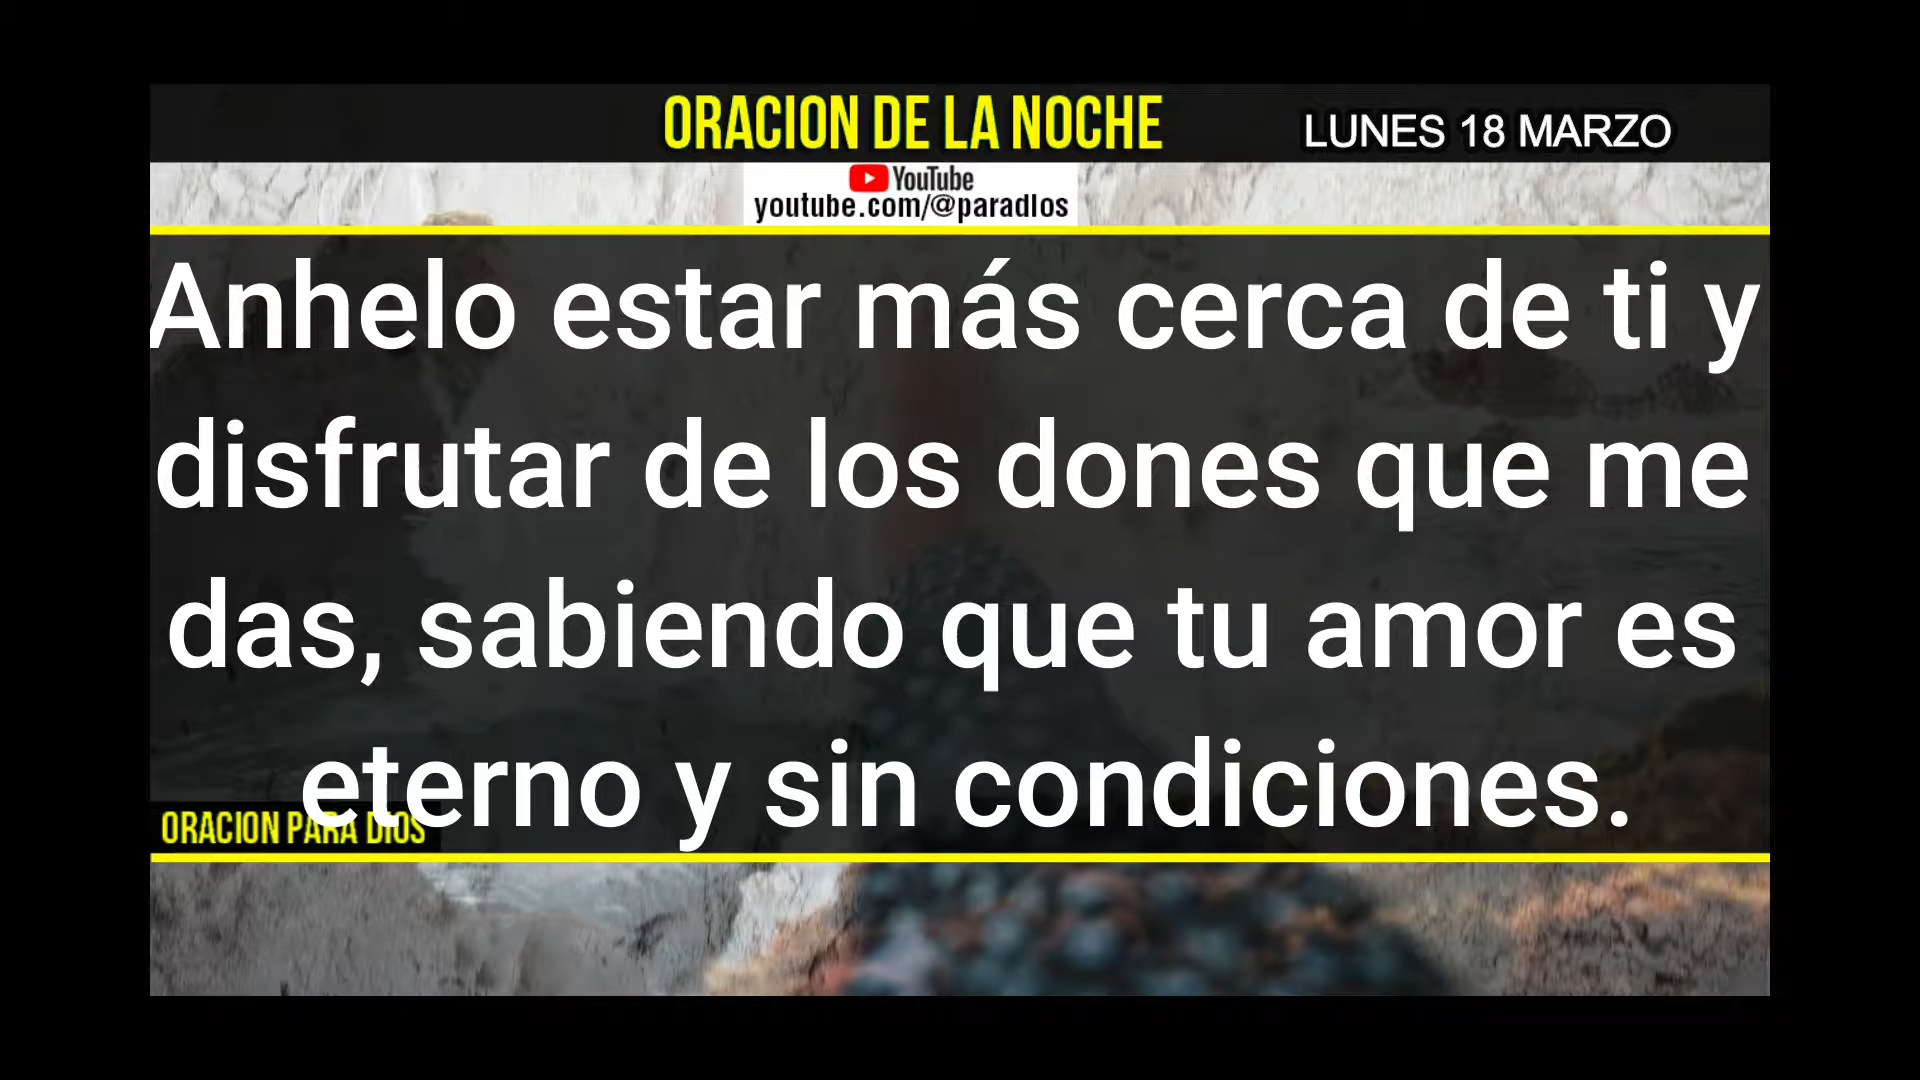 ORACION DE LA NOCHE
LUNES 18 MARZO
YouTube
youtube.com/@paradIos
Anhelo estar más cerca de ti y
disfrutar de los dones que me
das, sabiendo que tu amor es
eterno y sin condiciones.
ORACION PARA DIOS